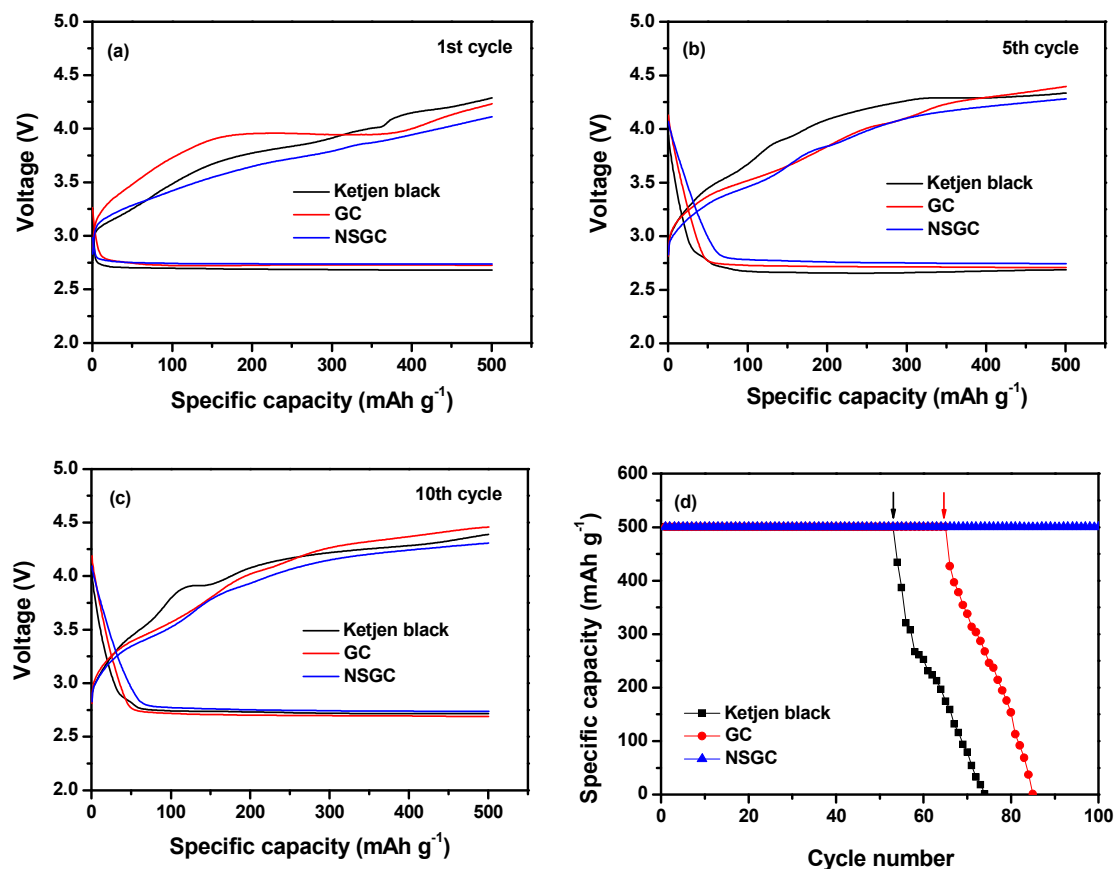 (a)
1st cycle
5.0
4.5
4.0
3.5
3.0
2.5
2.0
Voltage (V)
Ketjen black
GC
NSGC
0 100 200 300 400 500
Specific capacity (mAh g⁻¹)
(b)
5th cycle
5.0
4.5
4.0
3.5
3.0
2.5
2.0
Voltage (V)
Ketjen black
GC
NSGC
0 100 200 300 400 500
Specific capacity (mAh g⁻¹)
(c)
10th cycle
5.0
4.5
4.0
3.5
3.0
2.5
2.0
Voltage (V)
Ketjen black
GC
NSGC
0 100 200 300 400 500
Specific capacity (mAh g⁻¹)
(d)
600
500
400
300
200
100
0
Specific capacity (mAh g⁻¹)
Ketjen black
GC
NSGC
0 20 40 60 80 100
Cycle number